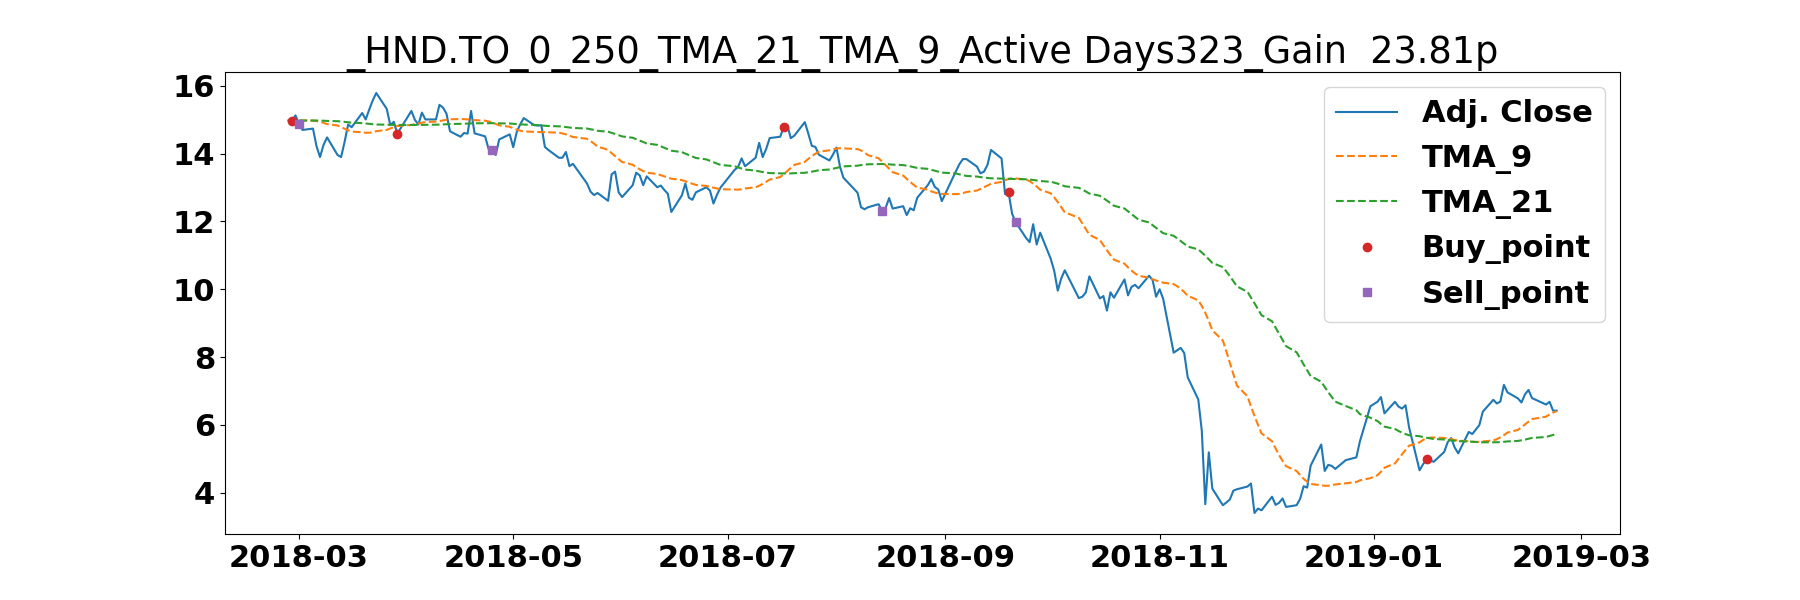 _HND.TO_0_250_TMA_21_TMA_9_Active Days323_Gain  23.81p
16
14
12
10
8
6
4
Adj. Close
TMA_9
TMA_21
Buy_point
Sell_point
2018-03 2018-05 2018-07 2018-09 2018-11 2019-01 2019-03